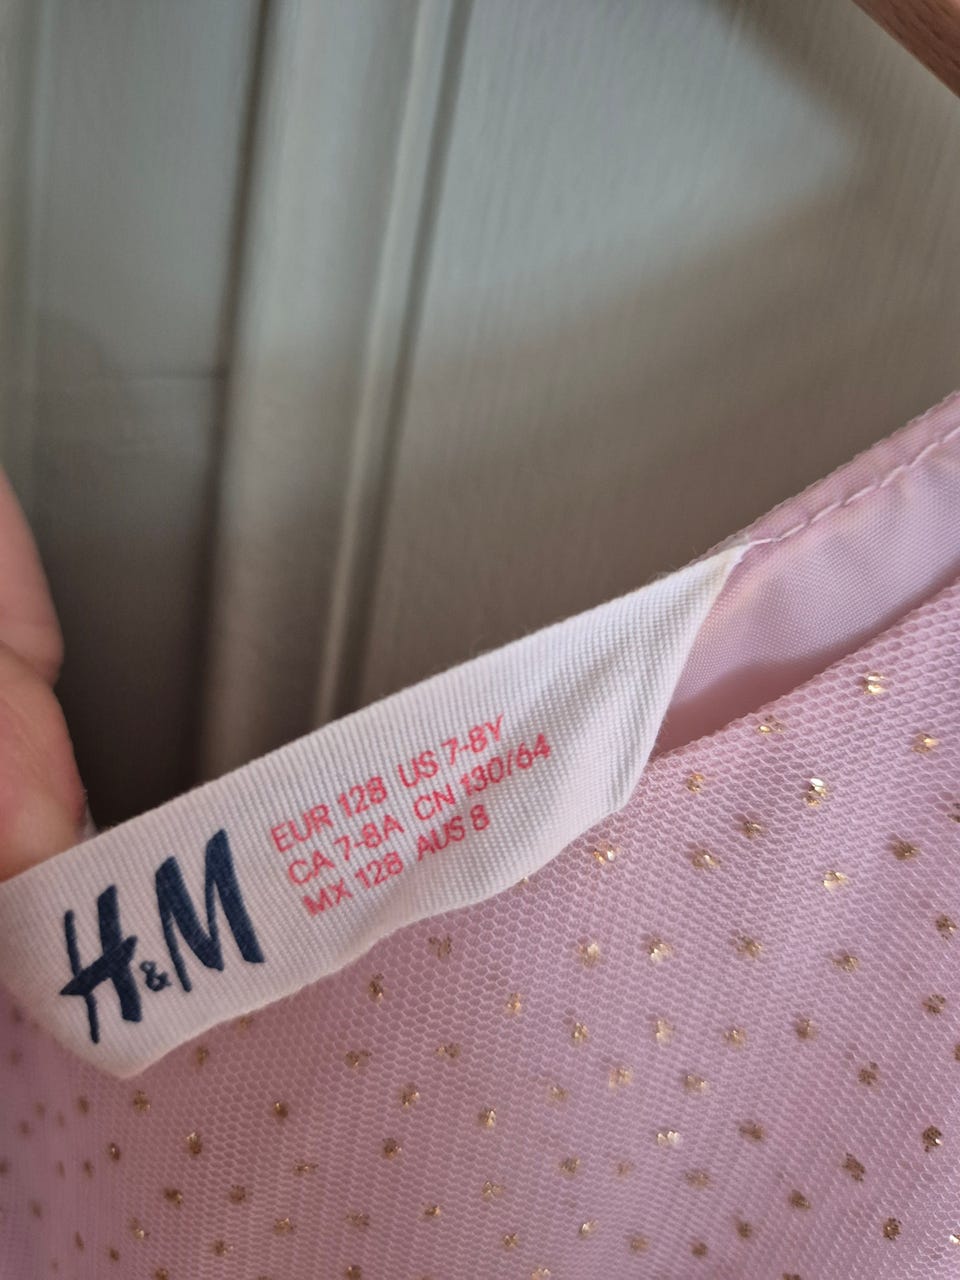 H&M
EUR 128 US 7-8Y
CA 7-8A CN 130/64
MX 128 AUS 8